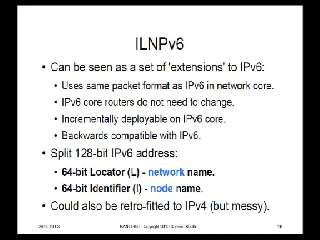 ILNPv6
• Can be seen as a set of 'extensions' to IPv6:
• Uses same packet format as IPv6 in network core.
• IPv6 core routers do not need to change.
• Incrementally deployable on IPv6 core.
• Backwards compatible with IPv6.
• Split 128-bit IPv6 address:
• 64-bit Locator (L) - network name.
• 64-bit Identifier (I) - node name.
• Could also be retro-fitted to IPv4 (but messy).